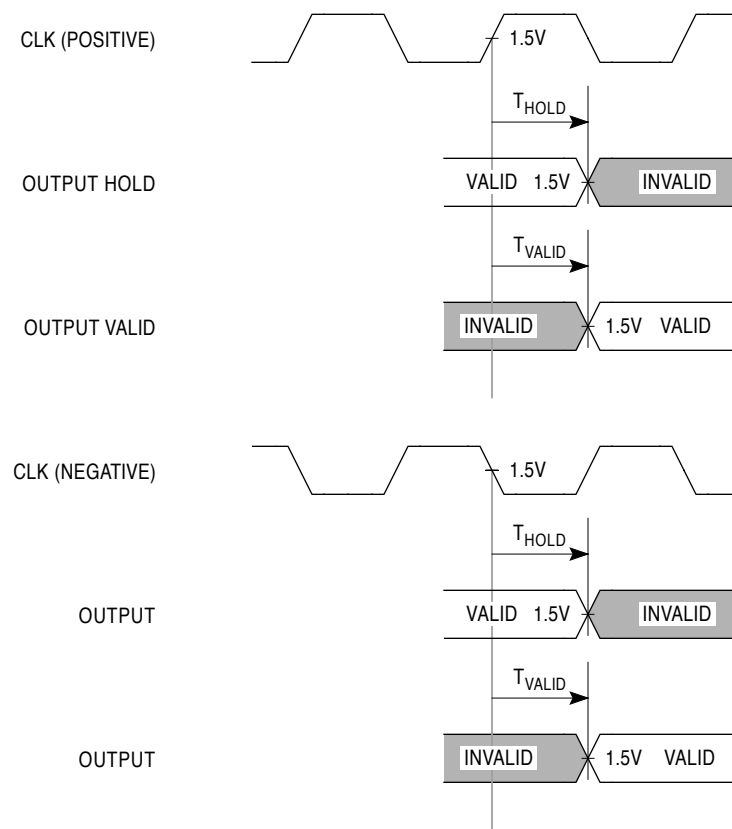 CLK (POSITIVE) 1.5V
THOLD
OUTPUT HOLD VALID 1.5V INVALID
TVALID
OUTPUT VALID INVALID 1.5V VALID
CLK (NEGATIVE) 1.5V
THOLD
OUTPUT VALID 1.5V INVALID
TVALID
OUTPUT INVALID 1.5V VALID